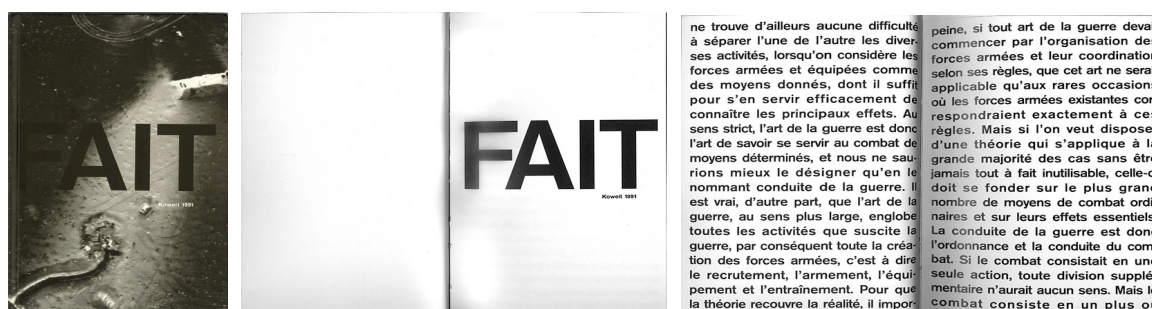 FAIT
Koweit 1991
FAIT
Koweit 1991
ne trouve d'ailleurs aucune difficulté
à séparer l'une de l'autre les diver-
ses activités, lorsqu'on considère les
forces armées et équipées comme
des moyens donnés, dont il suffit
pour s'en servir efficacement de
connaître les principaux effets. Au
sens strict, l'art de la guerre est donc
l'art de savoir se servir au combat de
moyens déterminés, et nous ne sau-
rions mieux le désigner qu'en le
nommant conduite de la guerre. Il
est vrai, d'autre part, que l'art de la
guerre, au sens plus large, englobe
toutes les activités que suscite la
guerre, par conséquent toute la créa-
tion des forces armées, c'est à dire
le recrutement, l'armement, l'équi-
pement et l'entraînement. Pour que
la théorie recouvre la réalité, il impor-
peine, si tout art de la guerre devai
commencer par l'organisation des
forces armées et leur coordination
selon ses règles, que cet art ne serai
applicable qu'aux rares occasions
où les forces armées existantes cor
respondraient exactement à ces
règles. Mais si l'on veut dispose
d'une théorie qui s'applique à la
grande majorité des cas sans être
jamais tout à fait inutilisable, celle-c
doit se fonder sur le plus grand
nombre de moyens de combat ordi
naires et sur leurs effets essentiels
La conduite de la guerre est donc
l'ordonnance et la conduite du com
bat. Si le combat consistait en une
seule action, toute division supplé
mentaire n'aurait aucun sens. Mais le
combat consiste en un plus ou